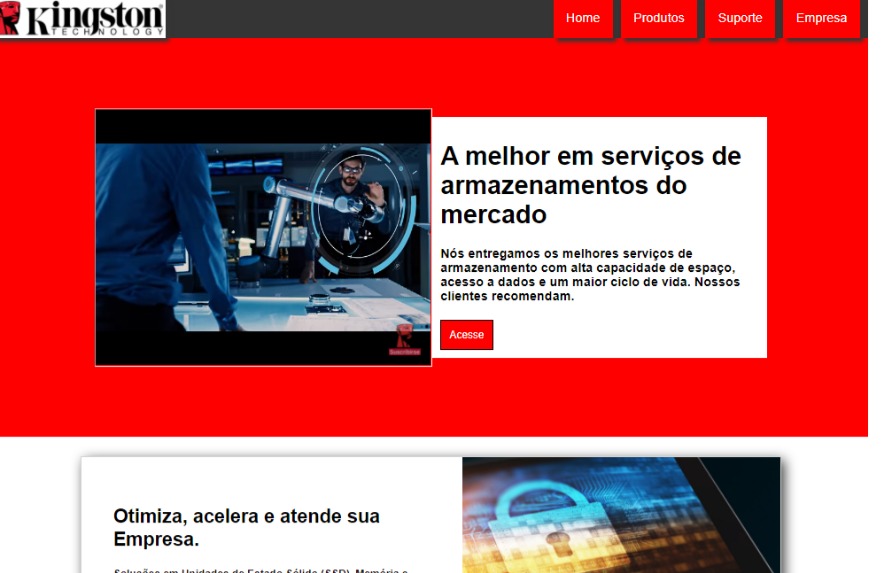 Kingston
TECHNOLOGY
Home Produtos Suporte Empresa
A melhor em serviços de
armazenamentos do
mercado
Nós entregamos os melhores serviços de
armazenamento com alta capacidade de espaço,
acesso a dados e um maior ciclo de vida. Nossos
clientes recomendam.
Acesse
Otimiza, acelera e atende sua
Empresa.
Soluções em Unidades de Estado Sólido (SSD), Memória e